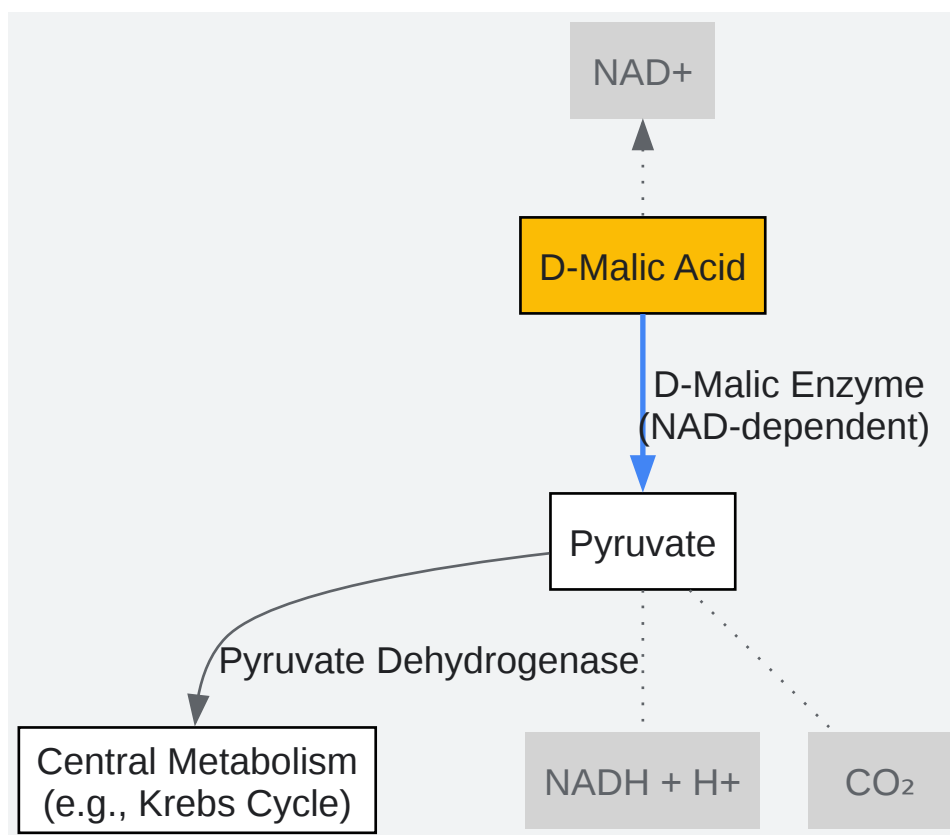 NAD+
D-Malic Acid
D-Malic Enzyme
(NAD-dependent)
Pyruvate
Pyruvate Dehydrogenase
Central Metabolism
(e.g., Krebs Cycle)
NADH + H+
CO₂